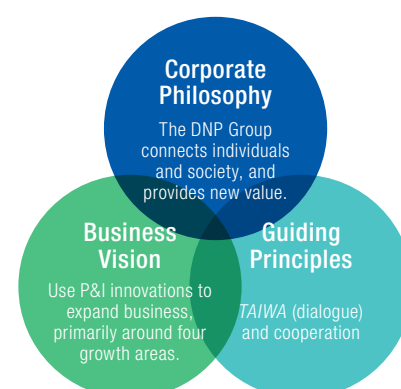 Corporate
Philosophy
The DNP Group
connects individuals
and society, and
provides new value.
Business
Vision
Use P&I innovations to
expand business,
primarily around four
growth areas.
Guiding
Principles
TAIWA (dialogue)
and cooperation